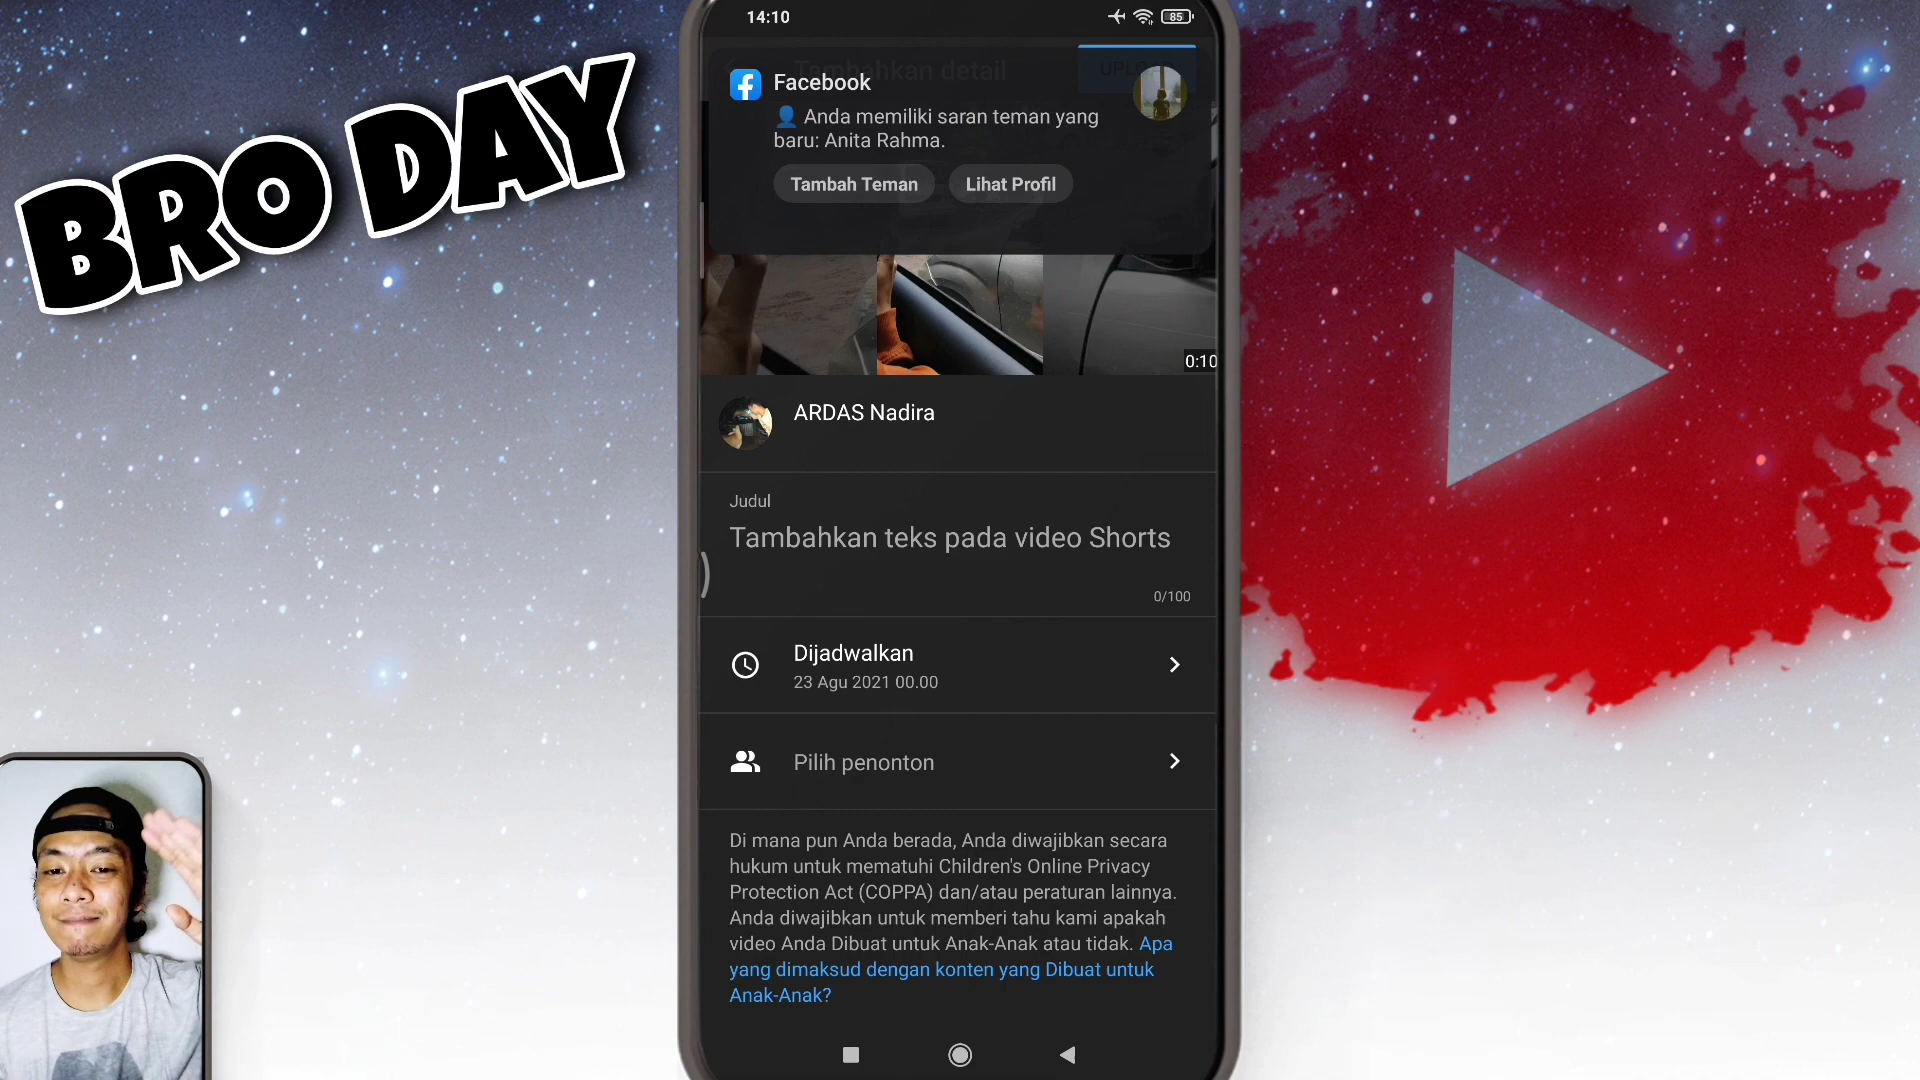 BRO DAY
14:10
85
Tambahkan detail
Facebook
Anda memiliki saran teman yang
baru: Anita Rahma.
Tambah Teman
Lihat Profil
0:10
ARDAS Nadira
Judul
Tambahkan teks pada video Shorts
0/100
Dijadwalkan
23 Agu 2021 00.00
Pilih penonton
Di mana pun Anda berada, Anda diwajibkan secara
hukum untuk mematuhi Children's Online Privacy
Protection Act (COPPA) dan/atau peraturan lainnya.
Anda diwajibkan untuk memberi tahu kami apakah
video Anda Dibuat untuk Anak-Anak atau tidak. Apa
yang dimaksud dengan konten yang Dibuat untuk
Anak-Anak?